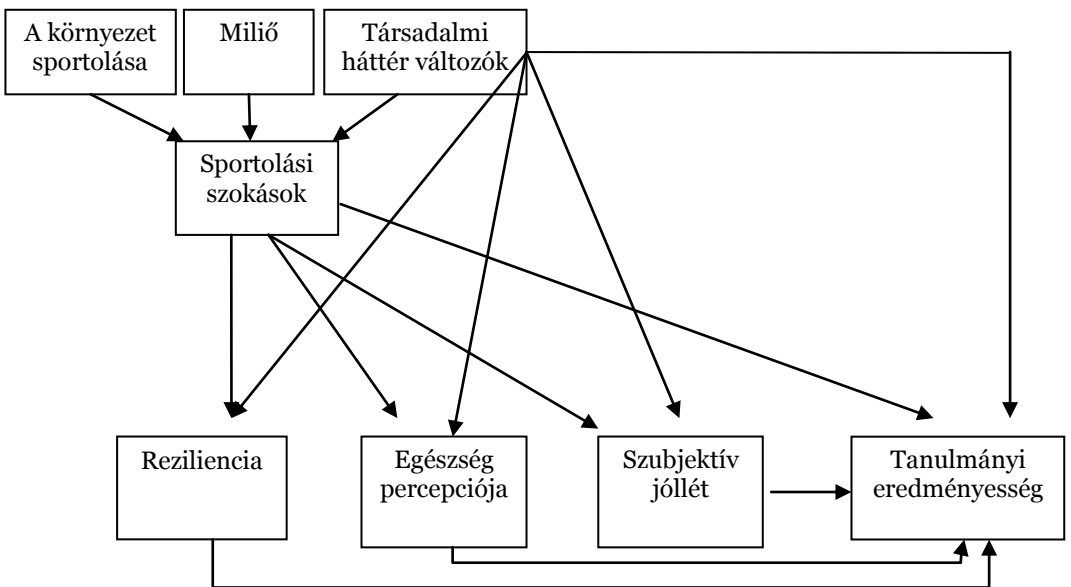 A környezet
sportolása
Miliő
Társadalmi
háttér változók
Sportolási
szokások
Reziliencia
Egészség
percepciója
Szubjektív
jóllét
Tanulmányi
eredményesség